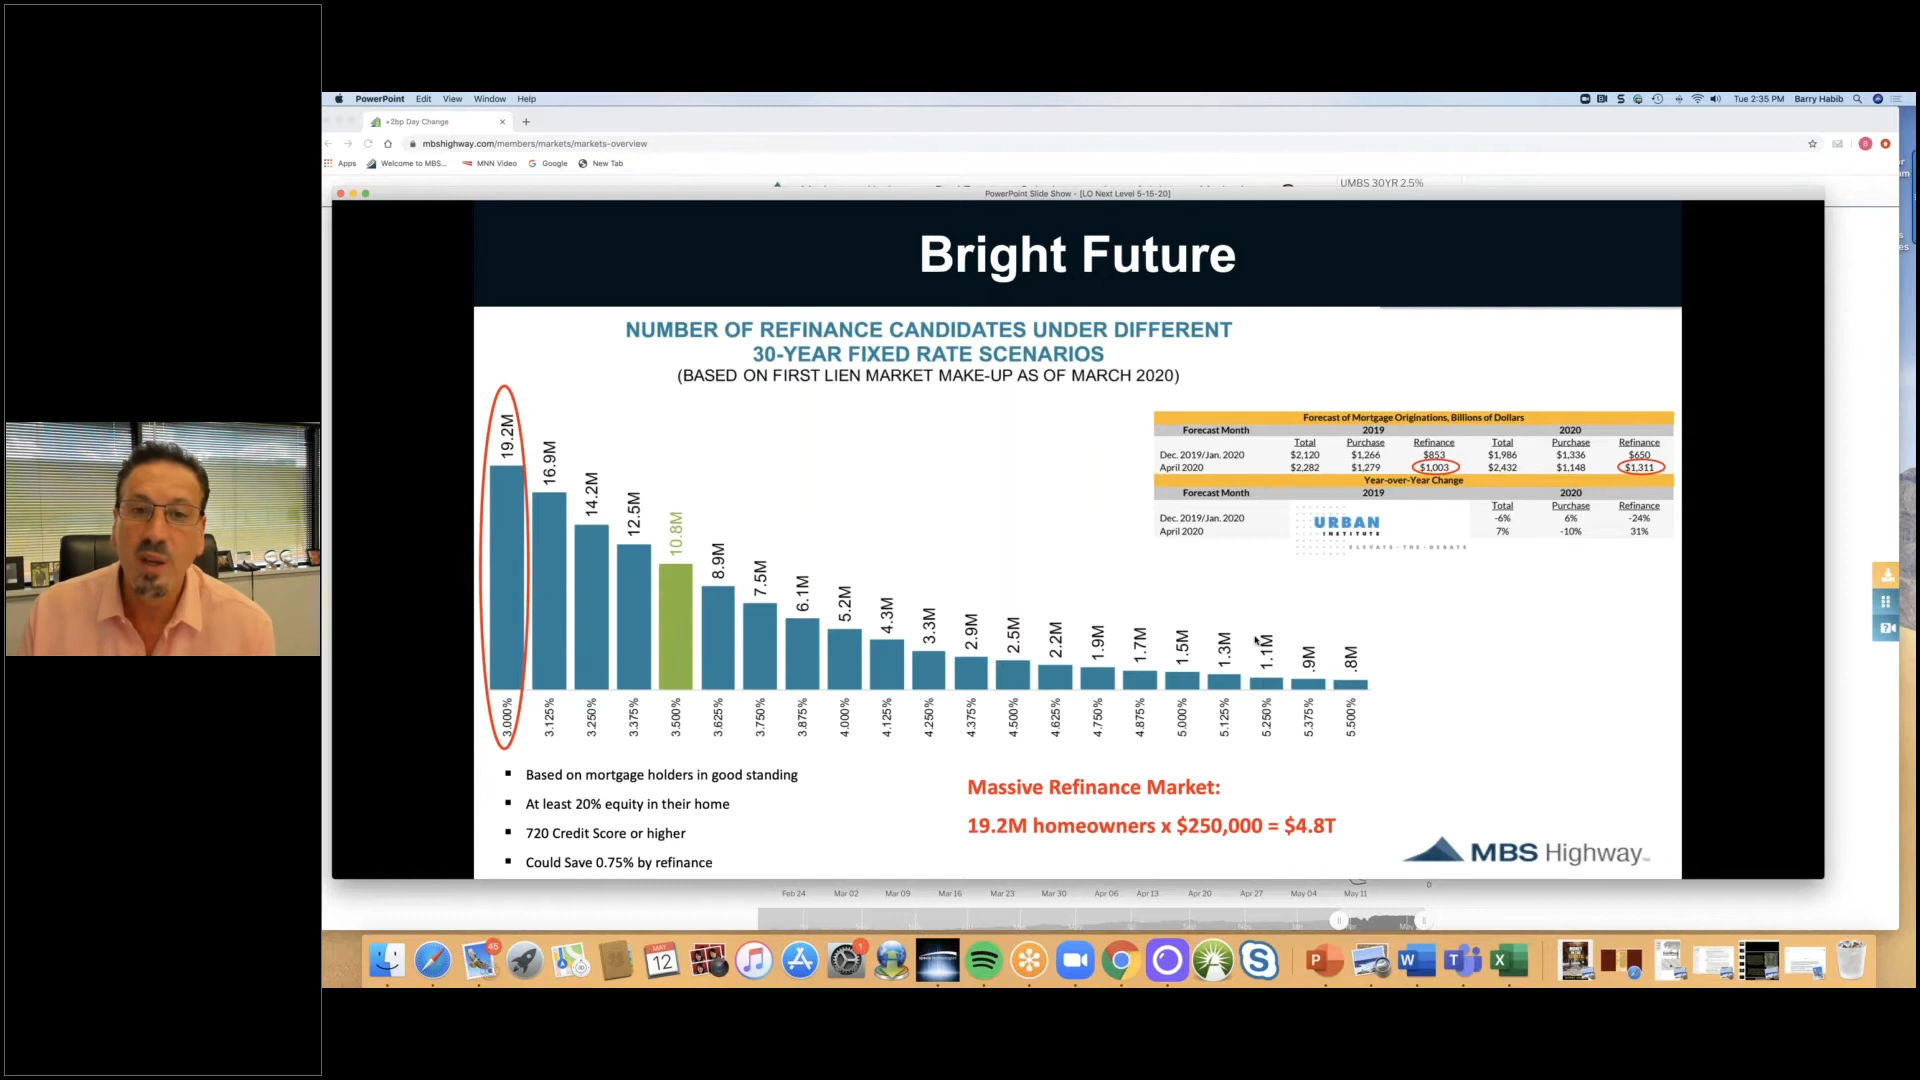 PowerPoint Edit View Window Help
Tue 2:35 PM Barry Habib
+2bp Day Change
mbshighway.com/members/markets/markets-overview
Apps Welcome to MBS... MNN Video Google New Tab
UMBS 30YR 2.5%
PowerPoint Slide Show - [LO Next Level 5-15-20]
Bright Future
NUMBER OF REFINANCE CANDIDATES UNDER DIFFERENT
30-YEAR FIXED RATE SCENARIOS
(BASED ON FIRST LIEN MARKET MAKE-UP AS OF MARCH 2020)
19.2M 16.9M 14.2M 12.5M 10.8M 8.9M 7.5M 6.1M 5.2M 4.3M 3.3M 2.9M 2.5M 2.2M 1.9M 1.7M 1.5M 1.3M 1.1M .9M .8M
3.000% 3.125% 3.250% 3.375% 3.500% 3.625% 3.750% 3.875% 4.000% 4.125% 4.250% 4.375% 4.500% 4.625% 4.750% 4.875% 5.000% 5.125% 5.250% 5.375% 5.500%
Forecast of Mortgage Originations, Billions of Dollars
Forecast Month 2019 2020
Total Purchase Refinance Total Purchase Refinance
Dec. 2019/Jan. 2020 $2,120 $1,266 $853 $1,986 $1,336 $650
April 2020 $2,282 $1,279 $1,003 $2,432 $1,148 $1,311
Year-over-Year Change
Forecast Month 2019 2020
Total Purchase Refinance
Dec. 2019/Jan. 2020 -6% 6% -24%
April 2020 7% -10% 31%
URBAN
INSTITUTE
ELEVATE · THE · DEBATE
Based on mortgage holders in good standing
At least 20% equity in their home
720 Credit Score or higher
Could Save 0.75% by refinance
Massive Refinance Market:
19.2M homeowners x $250,000 = $4.8T
MBS Highway
Feb 24 Mar 02 Mar 09 Mar 16 Mar 23 Mar 30 Apr 06 Apr 13 Apr 20 Apr 27 May 04 May 11
0
45
MAY
12
1